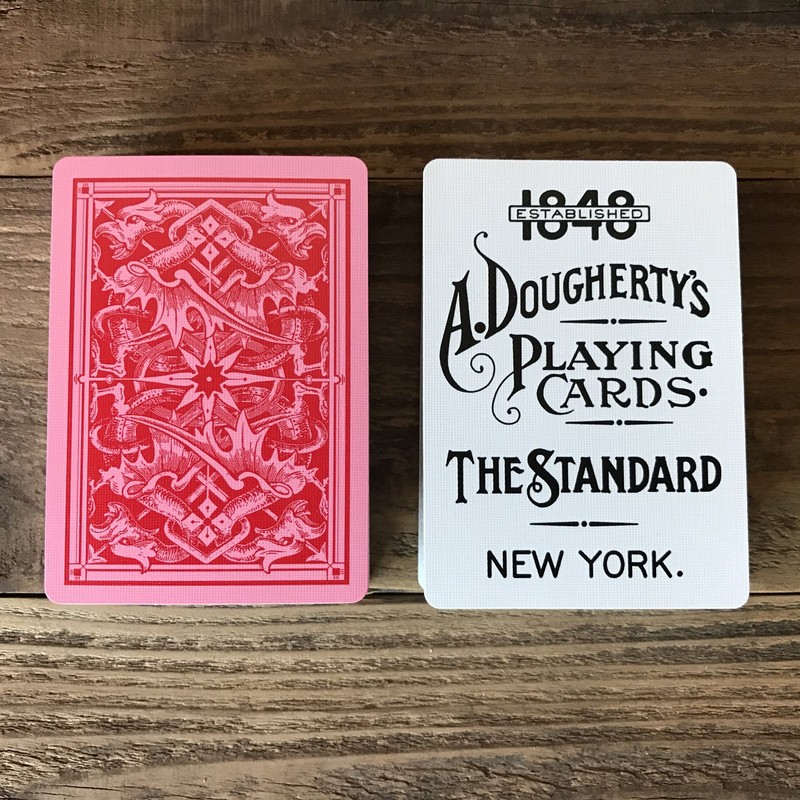 1848
ESTABLISHED
A. DOUGHERTY'S
PLAYING
CARDS.
THE STANDARD
NEW YORK.